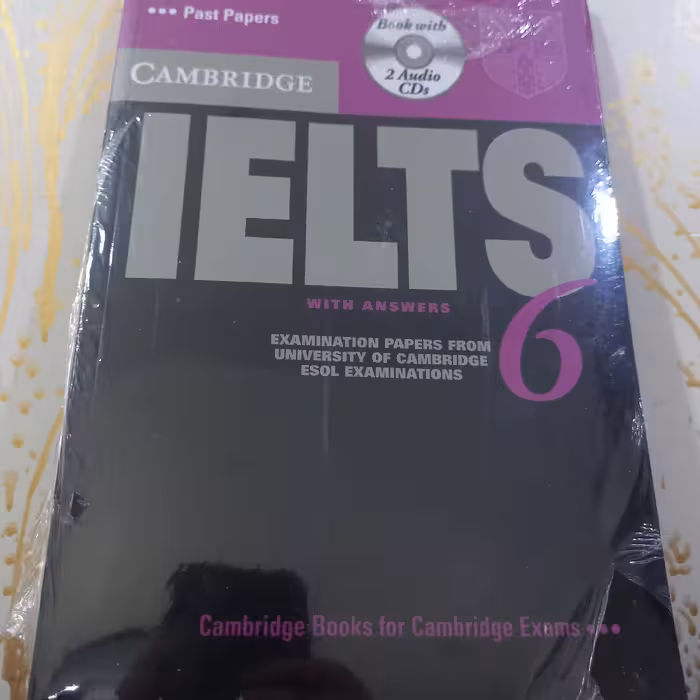 ••• Past Papers
Book with
2 Audio
CDs
CAMBRIDGE
IELTS
6
WITH ANSWERS
EXAMINATION PAPERS FROM
UNIVERSITY OF CAMBRIDGE
ESOL EXAMINATIONS
Cambridge Books for Cambridge Exams •••